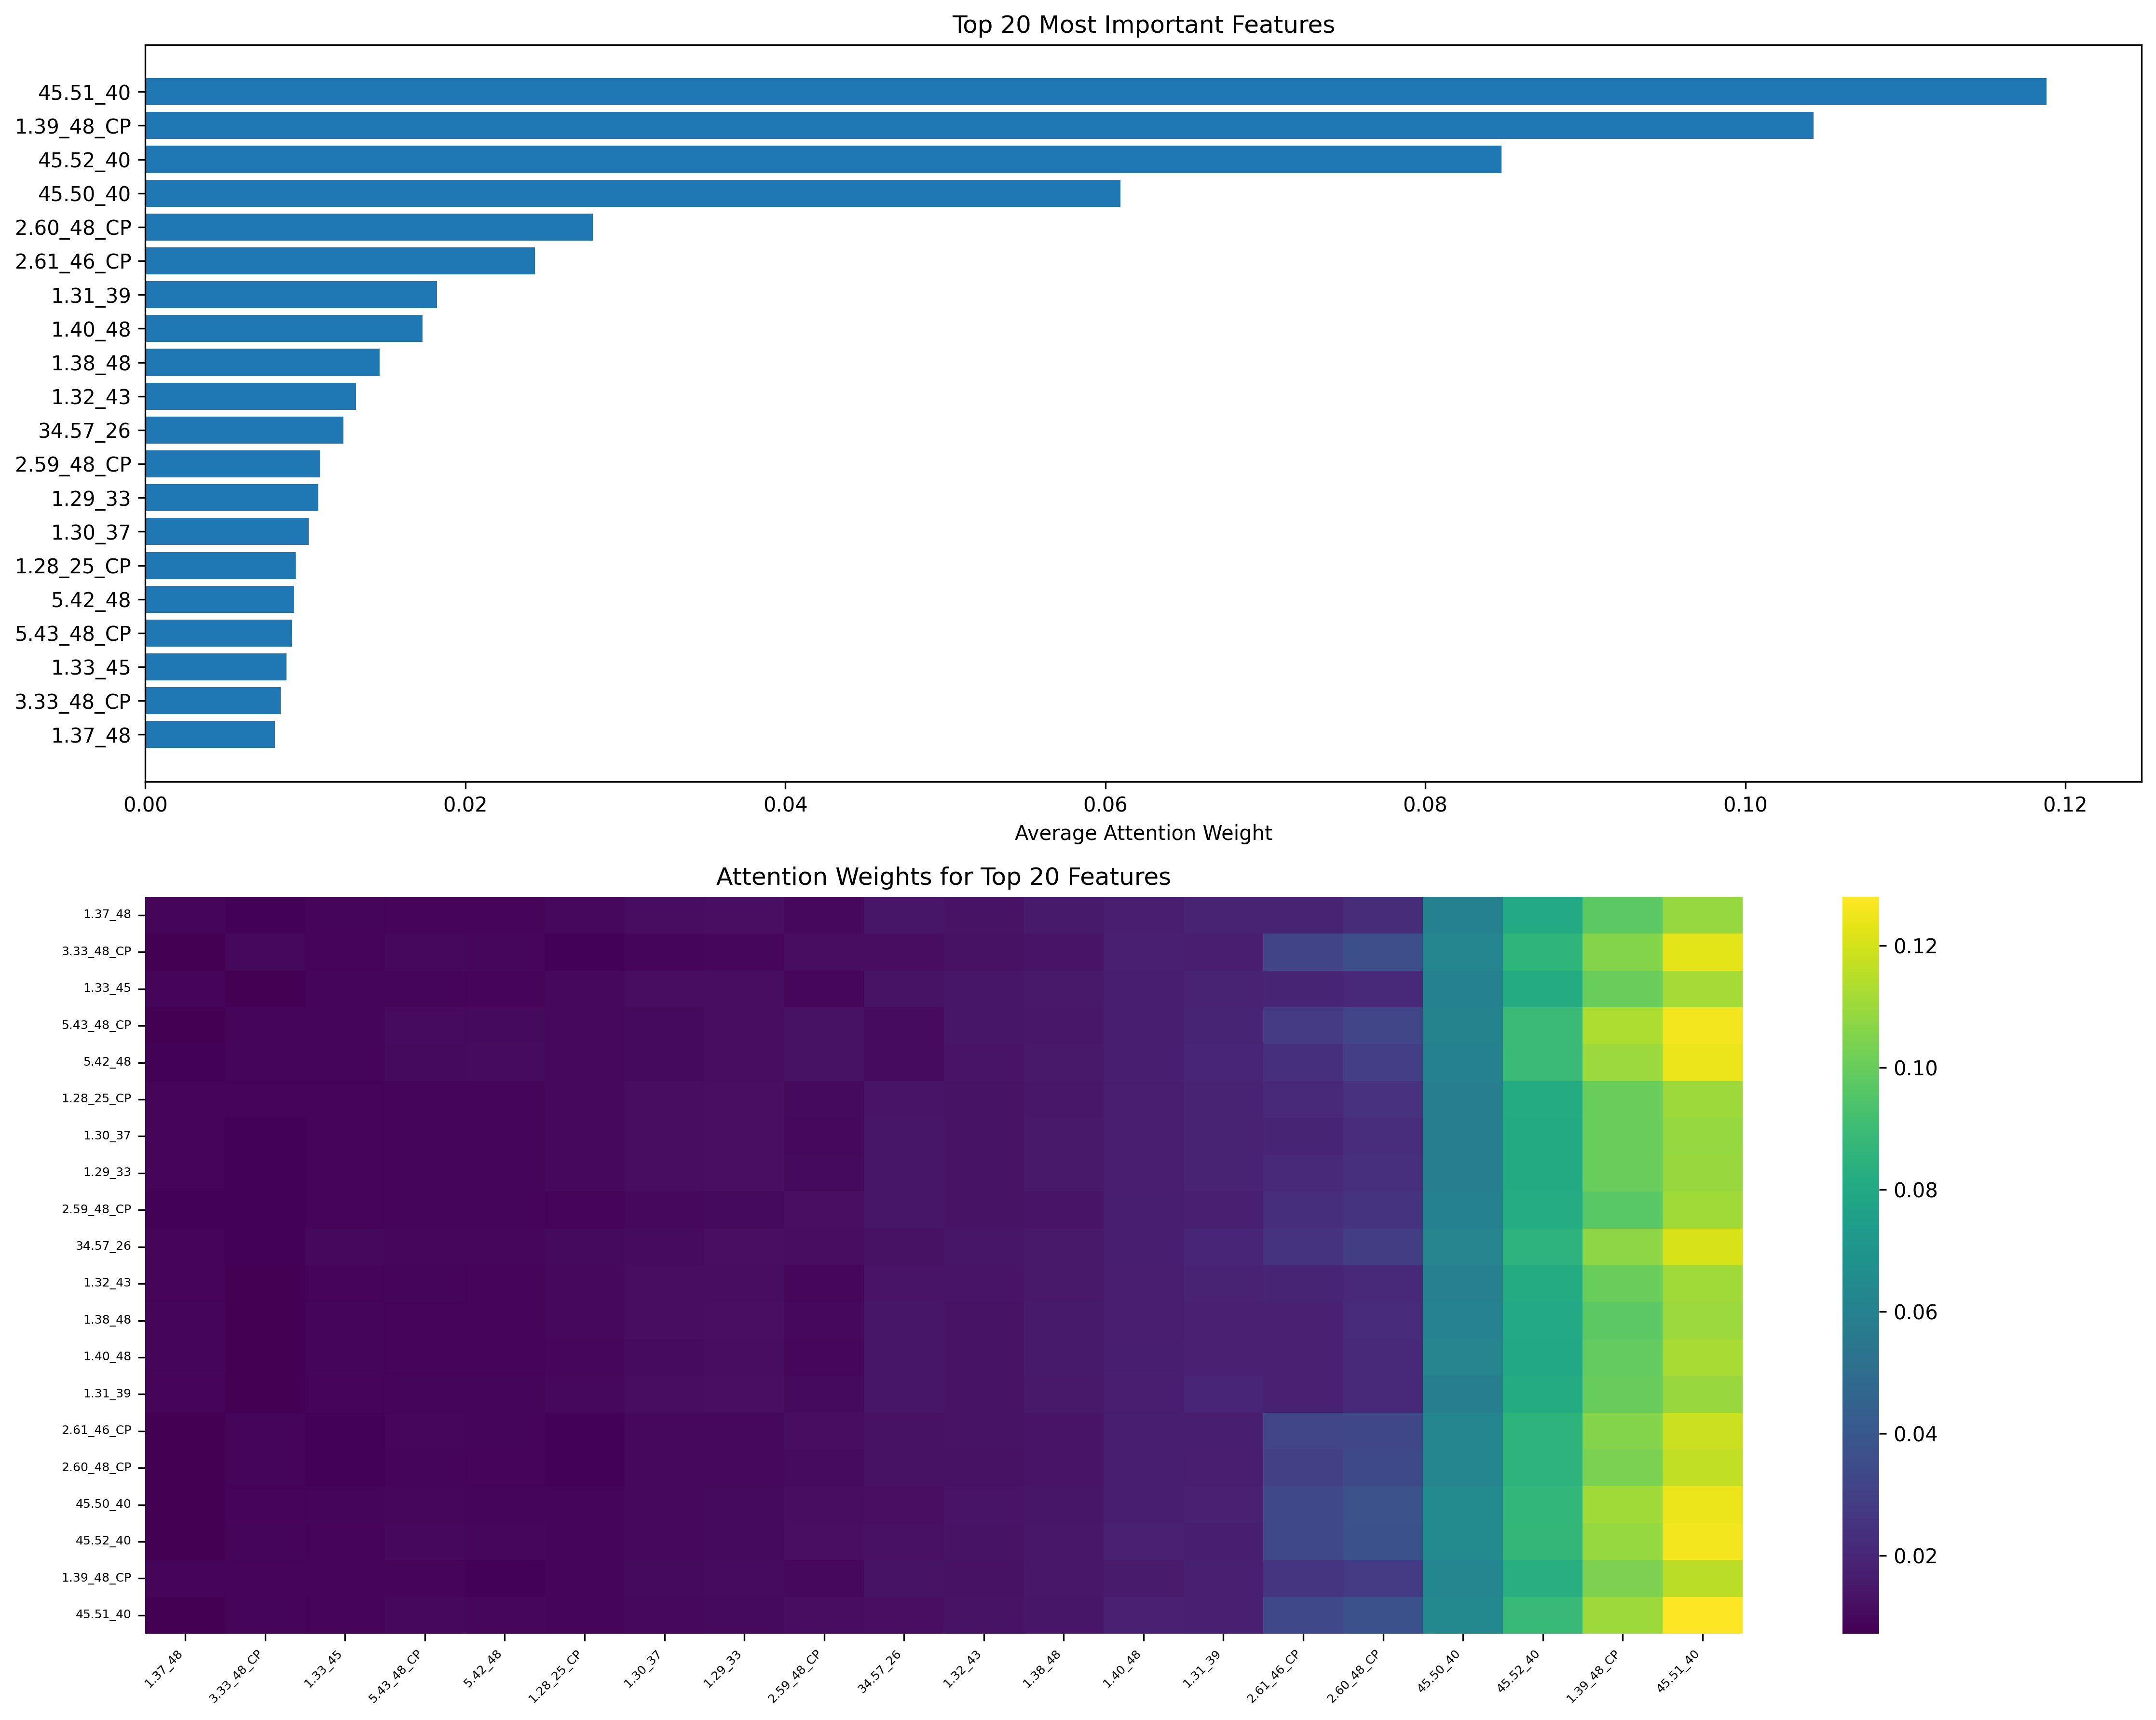 Top 20 Most Important Features
45.51_40
1.39_48_CP
45.52_40
45.50_40
2.60_48_CP
2.61_46_CP
1.31_39
1.40_48
1.38_48
1.32_43
34.57_26
2.59_48_CP
1.29_33
1.30_37
1.28_25_CP
5.42_48
5.43_48_CP
1.33_45
3.33_48_CP
1.37_48
0.00 0.02 0.04 0.06 0.08 0.10 0.12
Average Attention Weight
Attention Weights for Top 20 Features
1.37_48
3.33_48_CP
1.33_45
5.43_48_CP
5.42_48
1.28_25_CP
1.30_37
1.29_33
2.59_48_CP
34.57_26
1.32_43
1.38_48
1.40_48
1.31_39
2.61_46_CP
2.60_48_CP
45.50_40
45.52_40
1.39_48_CP
45.51_40
0.12
0.10
0.08
0.06
0.04
0.02
1.37_48 3.33_48_CP 1.33_45 5.43_48_CP 5.42_48 1.28_25_CP 1.30_37 1.29_33 2.59_48_CP 34.57_26 1.32_43 1.38_48 1.40_48 1.31_39 2.61_46_CP 2.60_48_CP 45.50_40 45.52_40 1.39_48_CP 45.51_40